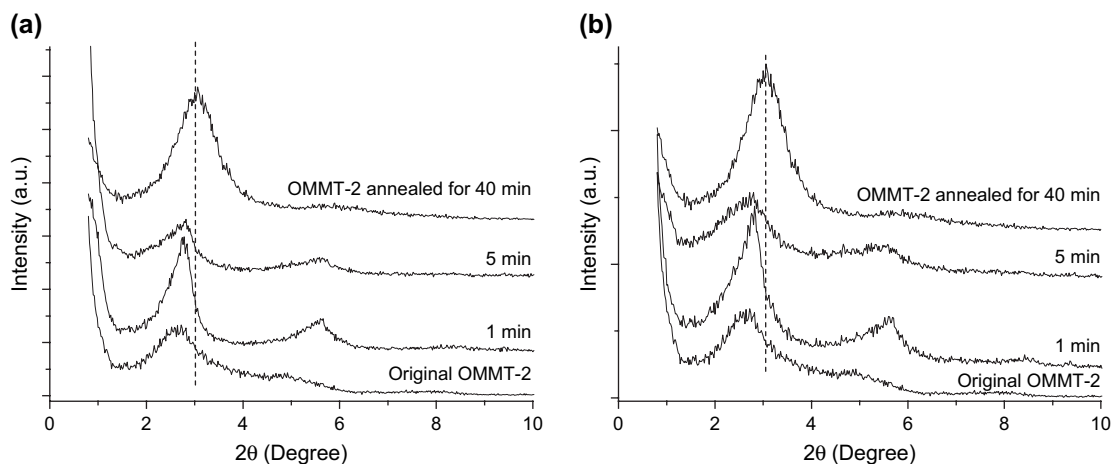 (a)
Intensity (a.u.)
OMMT-2 annealed for 40 min
5 min
1 min
Original OMMT-2
0 2 4 6 8 10
2θ (Degree)
(b)
Intensity (a.u.)
OMMT-2 annealed for 40 min
5 min
1 min
Original OMMT-2
0 2 4 6 8 10
2θ (Degree)